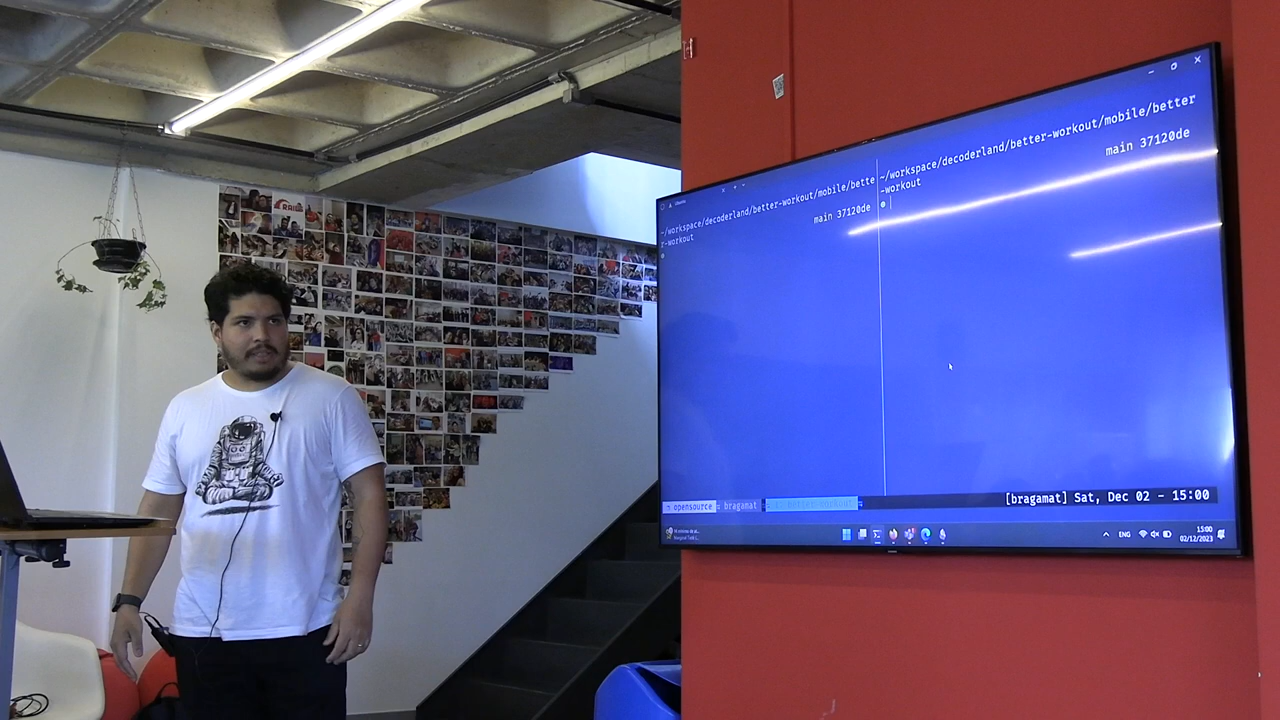 Ubuntu
~/workspace/decoderland/better-workout/mobile/bette
r-workout
main 37120de
~/workspace/decoderland/better-workout/mobile/better
-workout
main 37120de
opensource
bragamat
[bragamat] Sat, Dec 02 - 15:00
ENG
15:00
02/12/2023